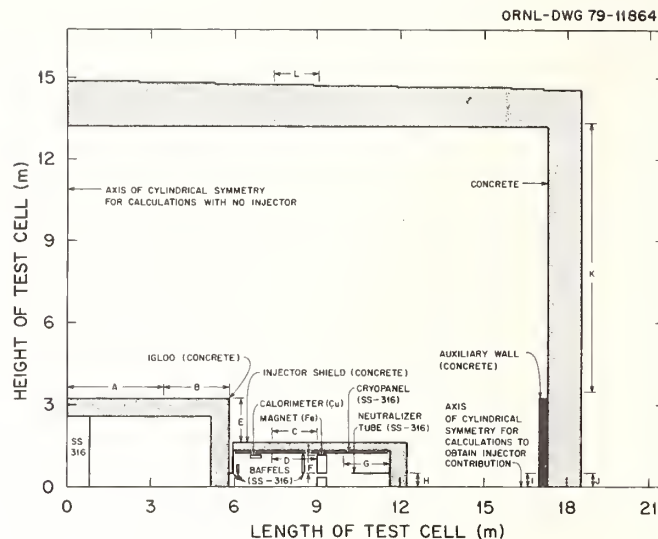 ORNL-DWG 79-11864
15
L
12
AXIS OF CYLINDRICAL SYMMETRY
FOR CALCULATIONS WITH NO INJECTOR
CONCRETE
9
HEIGHT OF TEST CELL (m)
K
6
IGLOO (CONCRETE)
INJECTOR SHIELD (CONCRETE)
AUXILIARY WALL
(CONCRETE)
A
B
CALORIMETER (Cu)
CRYOPANEL
(SS-316)
MAGNET (Fe)
NEUTRALIZER
TUBE (SS-316)
AXIS
OF CYLINDRICAL
SYMMETRY FOR
CALCULATIONS TO
OBTAIN INJECTOR
CONTRIBUTION
3
E
C
SS
316
D
F
G
BAFFELS
(SS-316)
H
I
J
0
0
3
6
9
12
15
18
21
LENGTH OF TEST CELL (m)